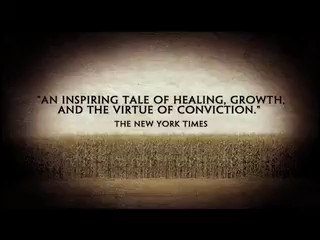 "AN INSPIRING TALE OF HEALING, GROWTH,
AND THE VIRTUE OF CONVICTION."
THE NEW YORK TIMES